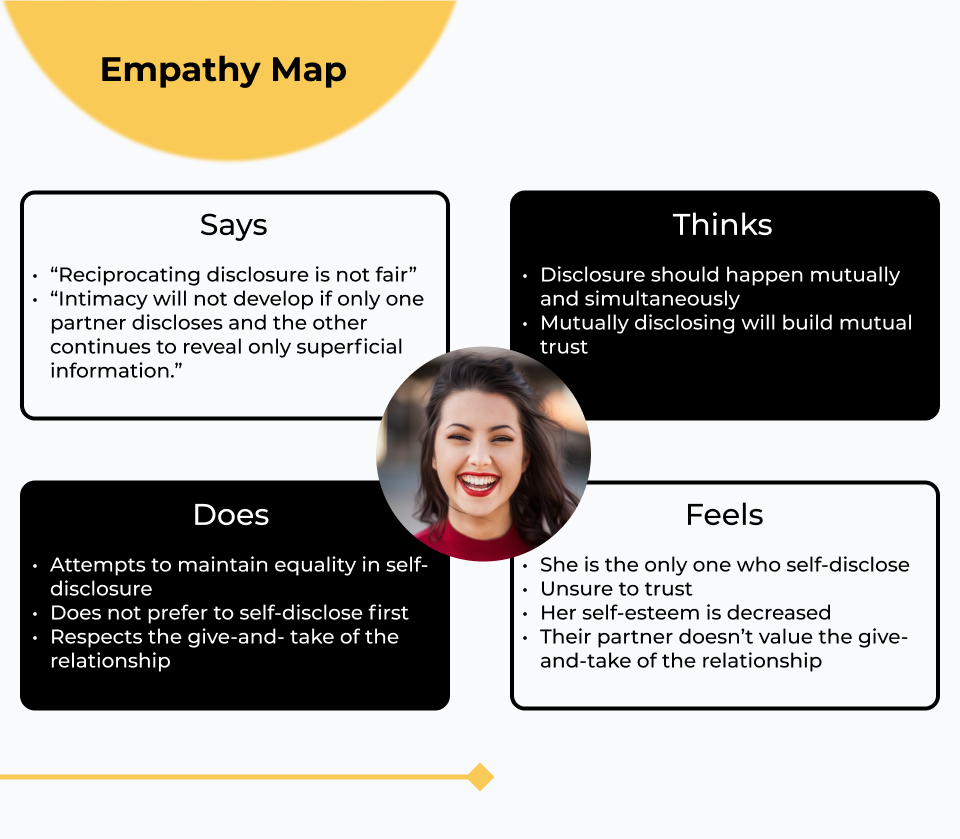 Empathy Map
Says
• “Reciprocating disclosure is not fair”
• “Intimacy will not develop if only one
partner discloses and the other
continues to reveal only superficial
information.”
Thinks
• Disclosure should happen mutually
and simultaneously
• Mutually disclosing will build mutual
trust
Does
• Attempts to maintain equality in self-
disclosure
• Does not prefer to self-disclose first
• Respects the give-and- take of the
relationship
Feels
• She is the only one who self-disclose
• Unsure to trust
• Her self-esteem is decreased
• Their partner doesn’t value the give-
and-take of the relationship